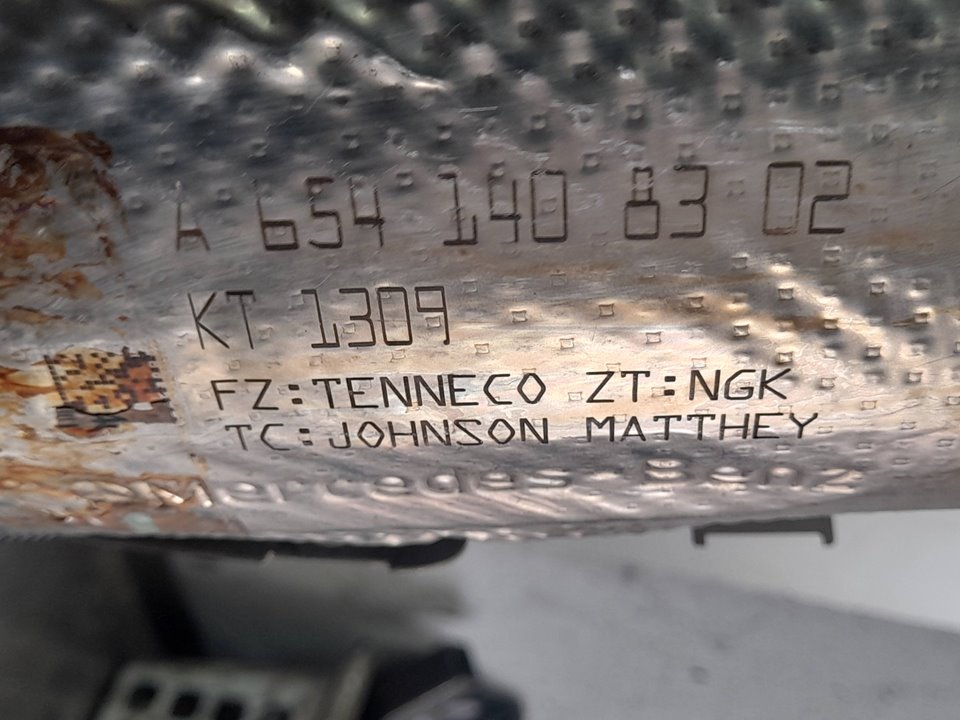 A 654 140 83 02
KT 1309
FZ:TENNECO ZT:NGK
TC:JOHNSON MATTHEY
Mercedes-Benz